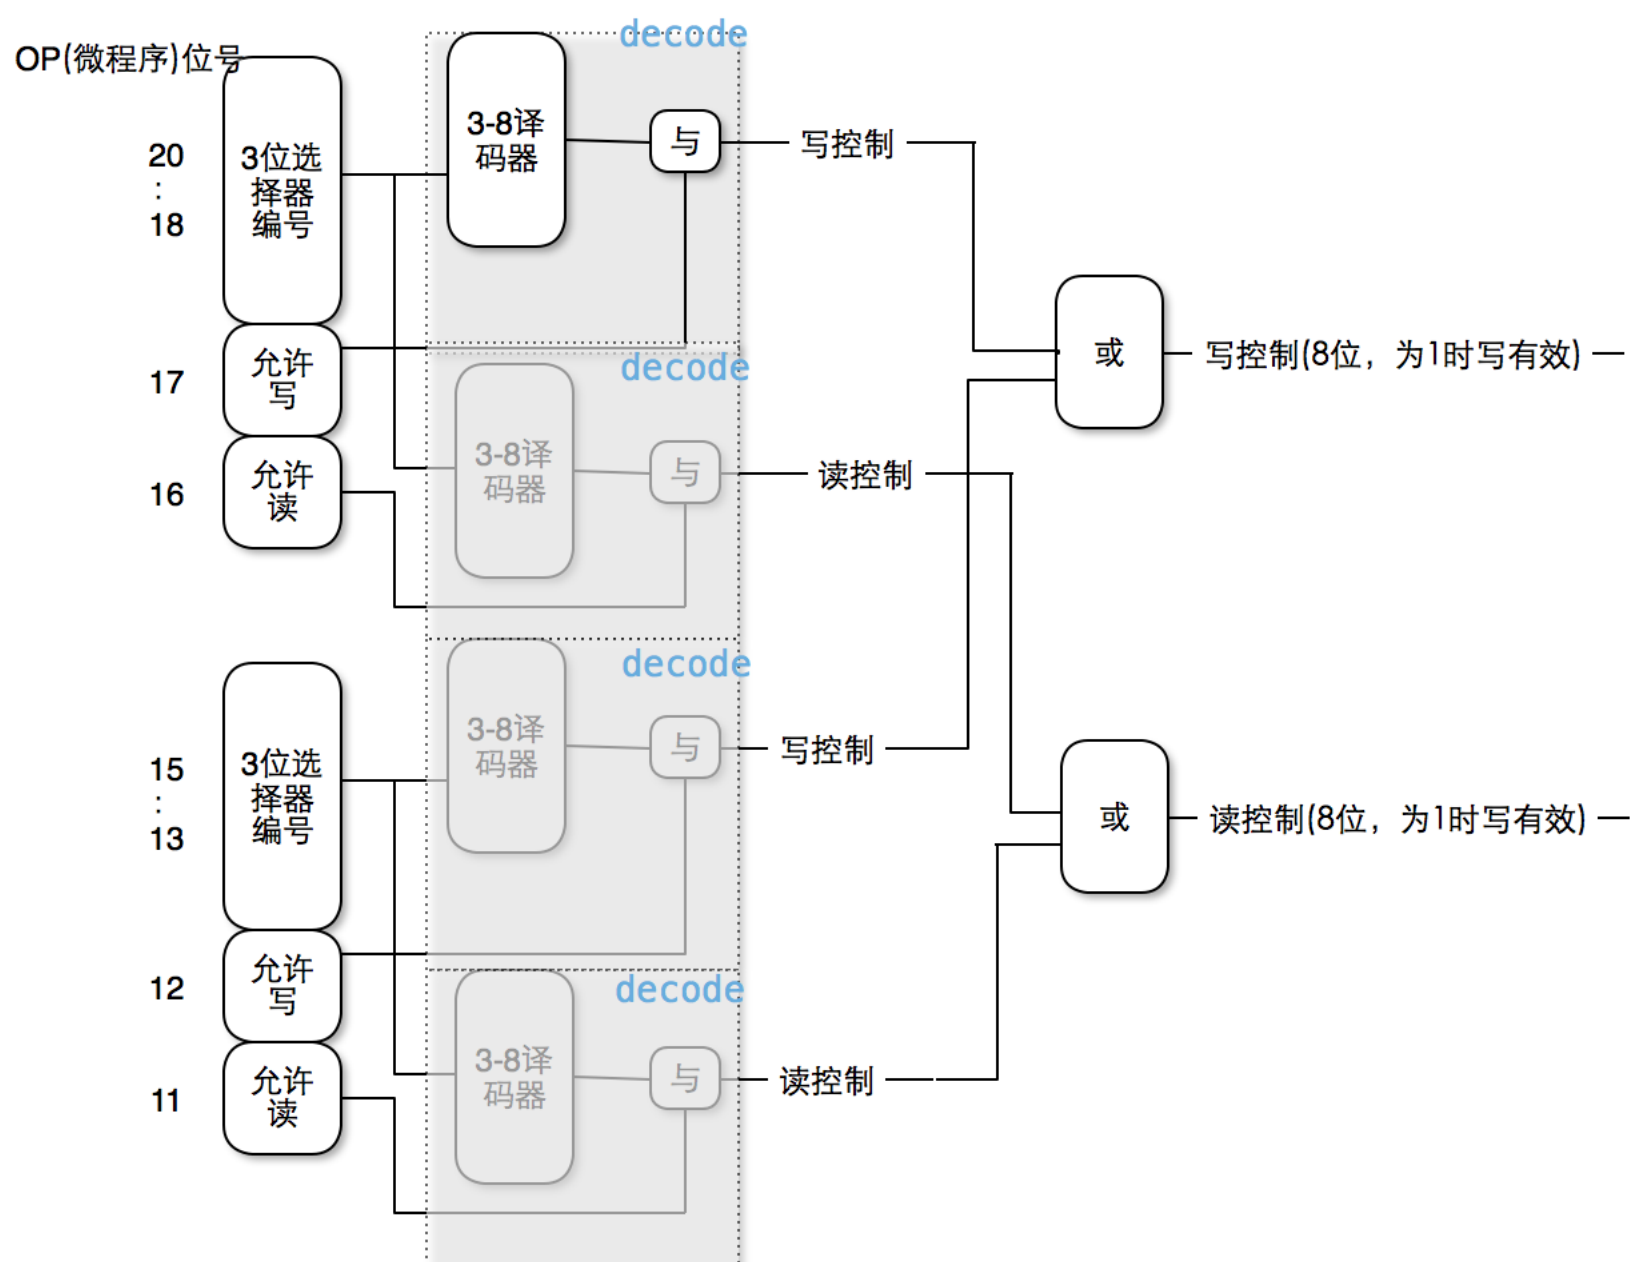 OP(微程序)位号
decode
20
:
18
3位选
择器
编号
3-8译
码器
与
写控制
17
允许
写
decode
16
允许
读
3-8译
码器
与
读控制
或
写控制(8位，为1时写有效)
decode
15
:
13
3位选
择器
编号
3-8译
码器
与
写控制
或
读控制(8位，为1时写有效)
12
允许
写
decode
11
允许
读
3-8译
码器
与
读控制